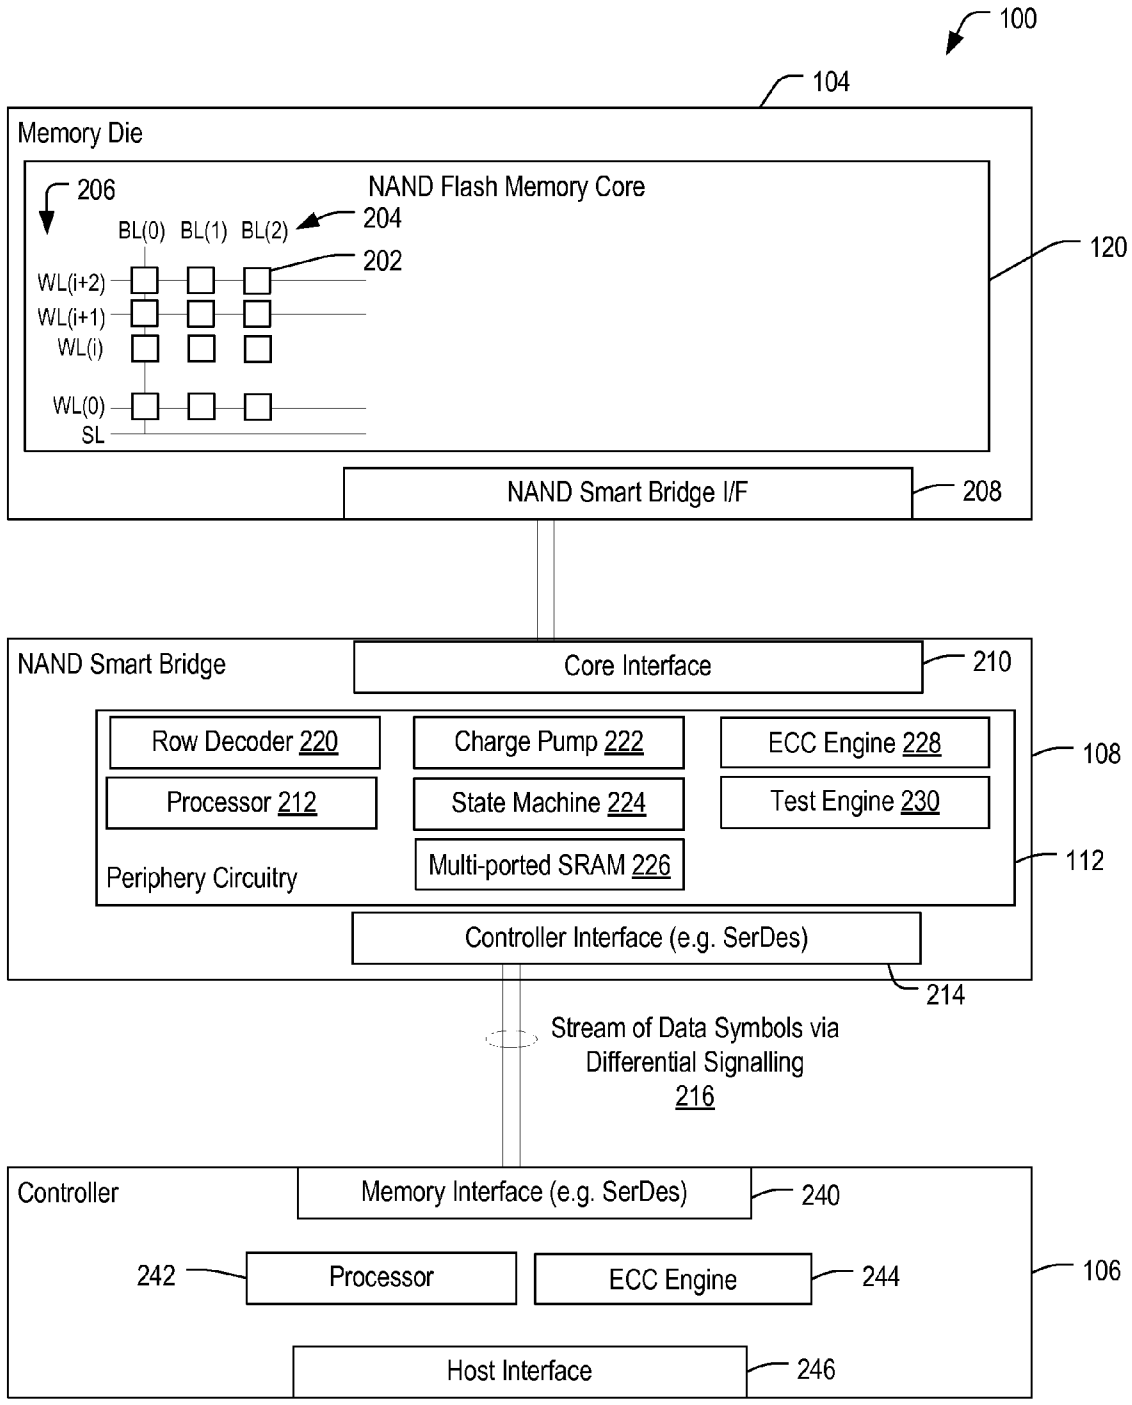 100
104
Memory Die
NAND Flash Memory Core
206
204
BL(0) BL(1) BL(2)
202
120
WL(i+2)
WL(i+1)
WL(i)
WL(0)
SL
NAND Smart Bridge I/F
208
NAND Smart Bridge
Core Interface
210
Row Decoder 220
Charge Pump 222
ECC Engine 228
108
Processor 212
State Machine 224
Test Engine 230
Multi-ported SRAM 226
112
Periphery Circuitry
Controller Interface (e.g. SerDes)
214
Stream of Data Symbols via
Differential Signalling
216
Controller
Memory Interface (e.g. SerDes)
240
242
Processor
ECC Engine
244
106
Host Interface
246